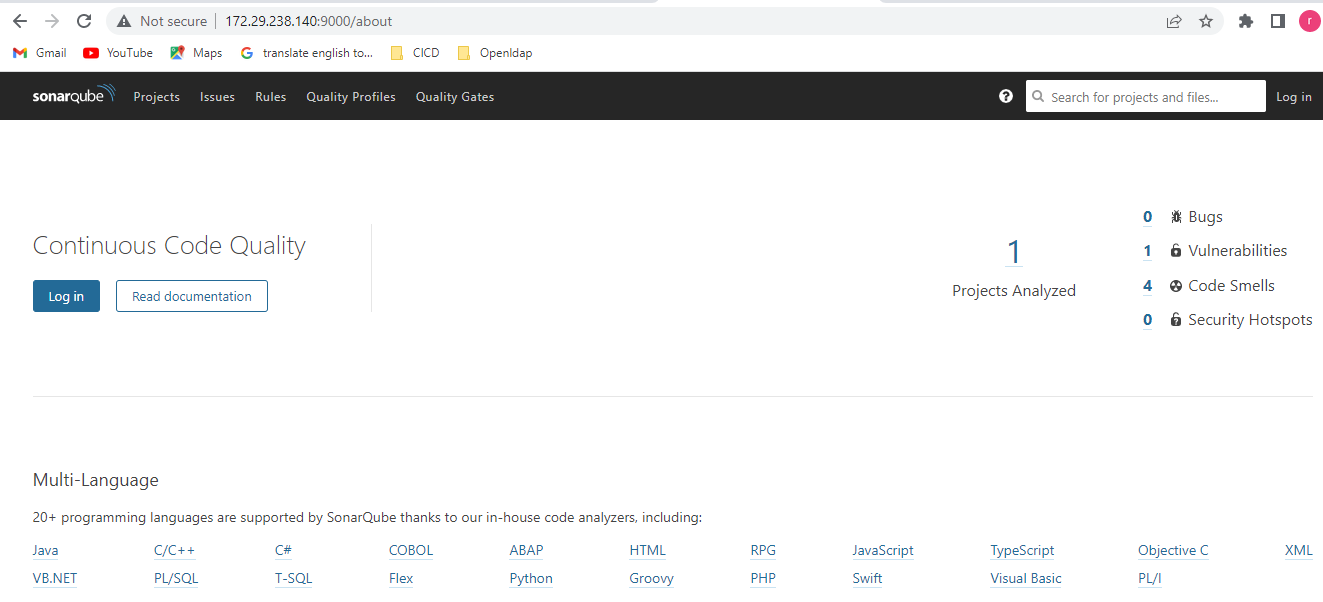 Not secure 172.29.238.140:9000/about
r
Gmail YouTube Maps translate english to... CICD Openldap
sonarqube Projects Issues Rules Quality Profiles Quality Gates ? Search for projects and files... Log in
Continuous Code Quality
Log in Read documentation
1
Projects Analyzed
0 Bugs
1 Vulnerabilities
4 Code Smells
0 Security Hotspots
Multi-Language
20+ programming languages are supported by SonarQube thanks to our in-house code analyzers, including:
Java C/C++ C# COBOL ABAP HTML RPG JavaScript TypeScript Objective C XML
VB.NET PL/SQL T-SQL Flex Python Groovy PHP Swift Visual Basic PL/I